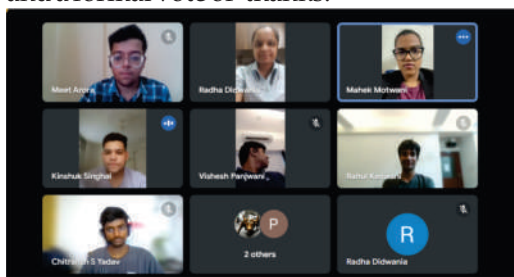 and a formal vote of thanks.
Meet Arora
Radha Didwania
Mahek Motwani
Kinshuk Singhal
Vishesh Panjwani
Rahul
Chitransh S Yadav
P
2 others
R
Radha Didwania